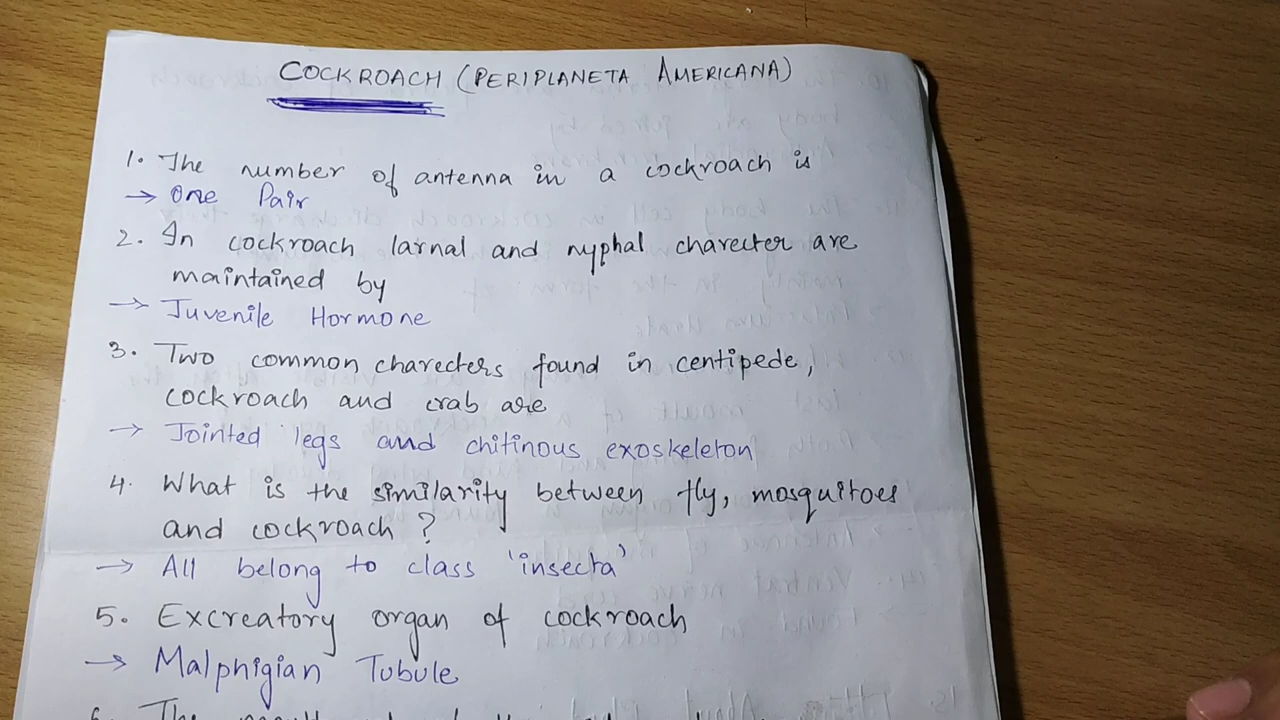 COCKROACH (PERIPLANETA AMERICANA)
1. The number of antenna in a cockroach is
→ One Pair
2. In cockroach larnal and nyphal charecter are
maintained by
→ Juvenile Hormone
3. Two common charecters found in centipede,
cockroach and crab are
→ Jointed legs and chitinous exoskeleton
4. What is the similarity between fly, mosquitoes
and cockroach ?
→ All belong to class 'insecta'
5. Excreatory organ of cockroach
→ Malphigian Tubule
6. The